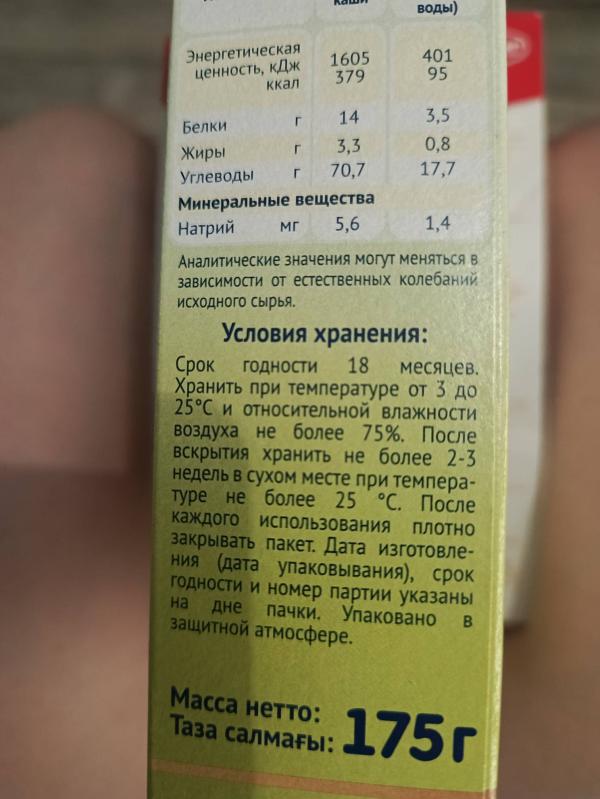 каши
воды)
Энергетическая 1605 401
ценность, кДж 379 95
ккал
Белки г 14 3,5
Жиры г 3,3 0,8
Углеводы г 70,7 17,7
Минеральные вещества
Натрий мг 5,6 1,4
Аналитические значения могут меняться в
зависимости от естественных колебаний
исходного сырья.
Условия хранения:
Срок годности 18 месяцев.
Хранить при температуре от 3 до
25°С и относительной влажности
воздуха не более 75%. После
вскрытия хранить не более 2-3
недель в сухом месте при темпера-
туре не более 25 °С. После
каждого использования плотно
закрывать пакет. Дата изготовле-
ния (дата упаковывания), срок
годности и номер партии указаны
на дне пачки. Упаковано в
защитной атмосфере.
Масса нетто:
Таза салмағы: 175г